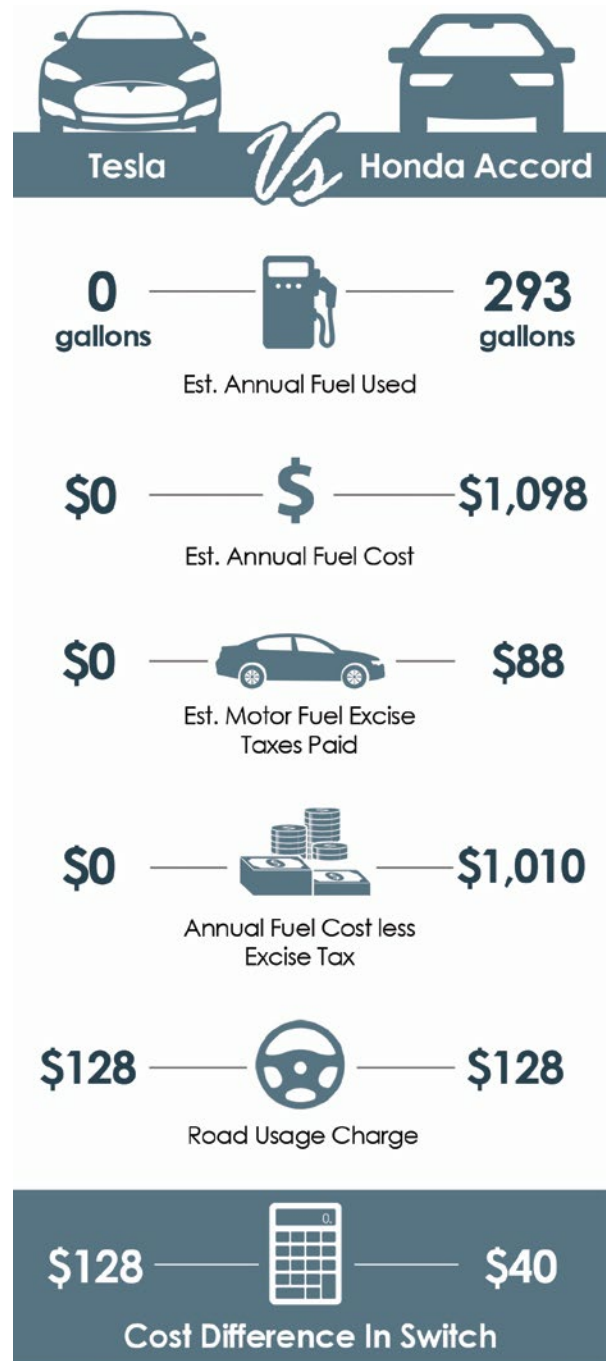 Tesla Vs Honda Accord
0 293
gallons gallons
Est. Annual Fuel Used
$0 $ $1,098
Est. Annual Fuel Cost
$0 $88
Est. Motor Fuel Excise
Taxes Paid
$0 $1,010
Annual Fuel Cost less
Excise Tax
$128 $128
Road Usage Charge
0.
$128 $40
Cost Difference In Switch